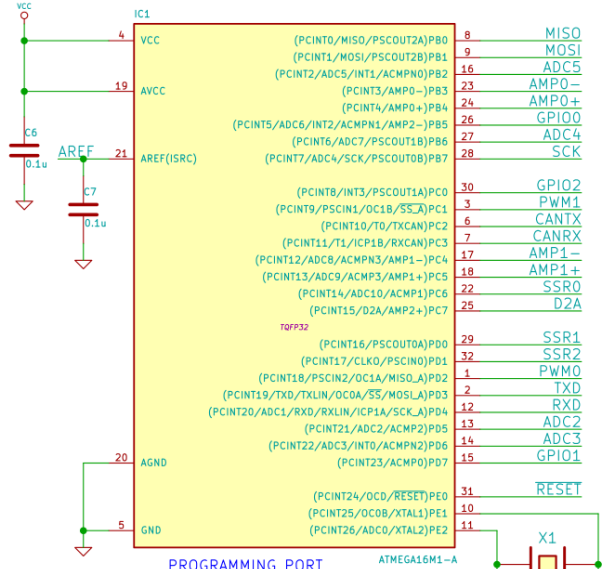 VCC
IC1
4 VCC (PCINT0/MISO/PSCOUT2A)PB0 8 MISO
(PCINT1/MOSI/PSCOUT2B)PB1 9 MOSI
(PCINT2/ADC5/INT1/ACMPN0)PB2 16 ADC5
19 AVCC (PCINT3/AMP0-)PB3 23 AMP0-
(PCINT4/AMP0+)PB4 24 AMP0+
(PCINT5/ADC6/INT2/ACMPN1/AMP2-)PB5 26 GPIO0
C6 (PCINT6/ADC7/PSCOUT1B)PB6 27 ADC4
0.1u AREF 21 AREF(ISRC) (PCINT7/ADC4/SCK/PSCOUT0B)PB7 28 SCK
C7 (PCINT8/INT3/PSCOUT1A)PC0 30 GPIO2
(PCINT9/PSCIN1/OC1B/SS_A)PC1 3 PWM1
0.1u (PCINT10/T0/TXCAN)PC2 6 CANTX
(PCINT11/T1/ICP1B/RXCAN)PC3 7 CANRX
(PCINT12/ADC8/ACMPN3/AMP1-)PC4 17 AMP1-
(PCINT13/ADC9/ACMP3/AMP1+)PC5 18 AMP1+
(PCINT14/ADC10/ACMP1)PC6 22 SSR0
(PCINT15/D2A/AMP2+)PC7 25 D2A
TQFP32
(PCINT16/PSCOUT0A)PD0 29 SSR1
(PCINT17/CLKO/PSCIN0)PD1 32 SSR2
(PCINT18/PSCIN2/OC1A/MISO_A)PD2 1 PWM0
(PCINT19/TXD/TXLIN/OC0A/SS/MOSI_A)PD3 2 TXD
(PCINT20/ADC1/RXD/RXLIN/ICP1A/SCK_A)PD4 12 RXD
(PCINT21/ADC2/ACMP2)PD5 13 ADC2
(PCINT22/ADC3/INT0/ACMPN2)PD6 14 ADC3
20 AGND (PCINT23/ACMP0)PD7 15 GPIO1
(PCINT24/OCD/RESET)PE0 31 RESET
(PCINT25/OC0B/XTAL1)PE1 10
5 GND (PCINT26/ADC0/XTAL2)PE2 11
X1
PROGRAMMING PORT ATMEGA16M1-A